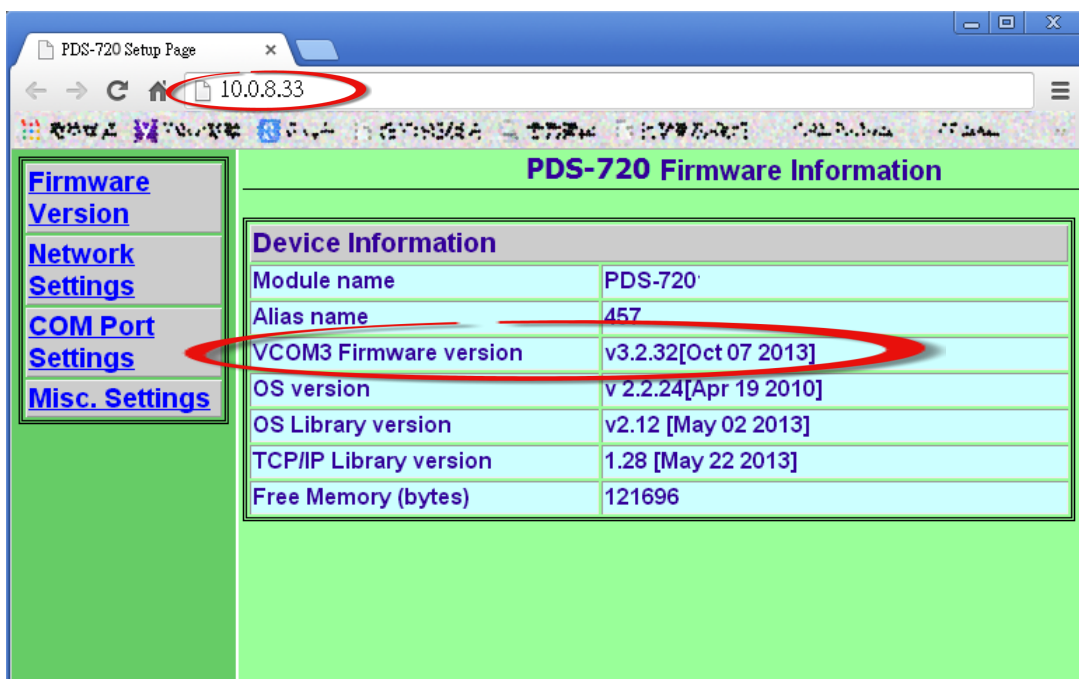 PDS-720 Setup Page
10.0.8.33
Firmware
Version
Network
Settings
COM Port
Settings
Misc. Settings
PDS-720 Firmware Information
Device Information
Module name PDS-720
Alias name 457
VCOM3 Firmware version v3.2.32[Oct 07 2013]
OS version v 2.2.24[Apr 19 2010]
OS Library version v2.12 [May 02 2013]
TCP/IP Library version 1.28 [May 22 2013]
Free Memory (bytes) 121696